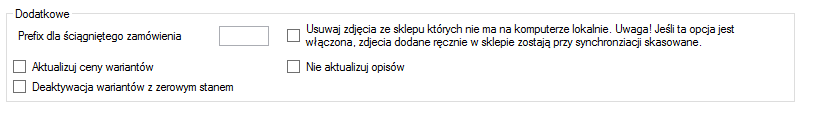 Dodatkowe
Prefix dla ściągniętego zamówienia
Usuwaj zdjęcia ze sklepu których nie ma na komputerze lokalnie. Uwaga! Jeśli ta opcja jest
włączona, zdjecia dodane ręcznie w sklepie zostają przy synchronziacji skasowane.
Aktualizuj ceny wariantów
Nie aktualizuj opisów
Deaktywacja wariantów z zerowym stanem